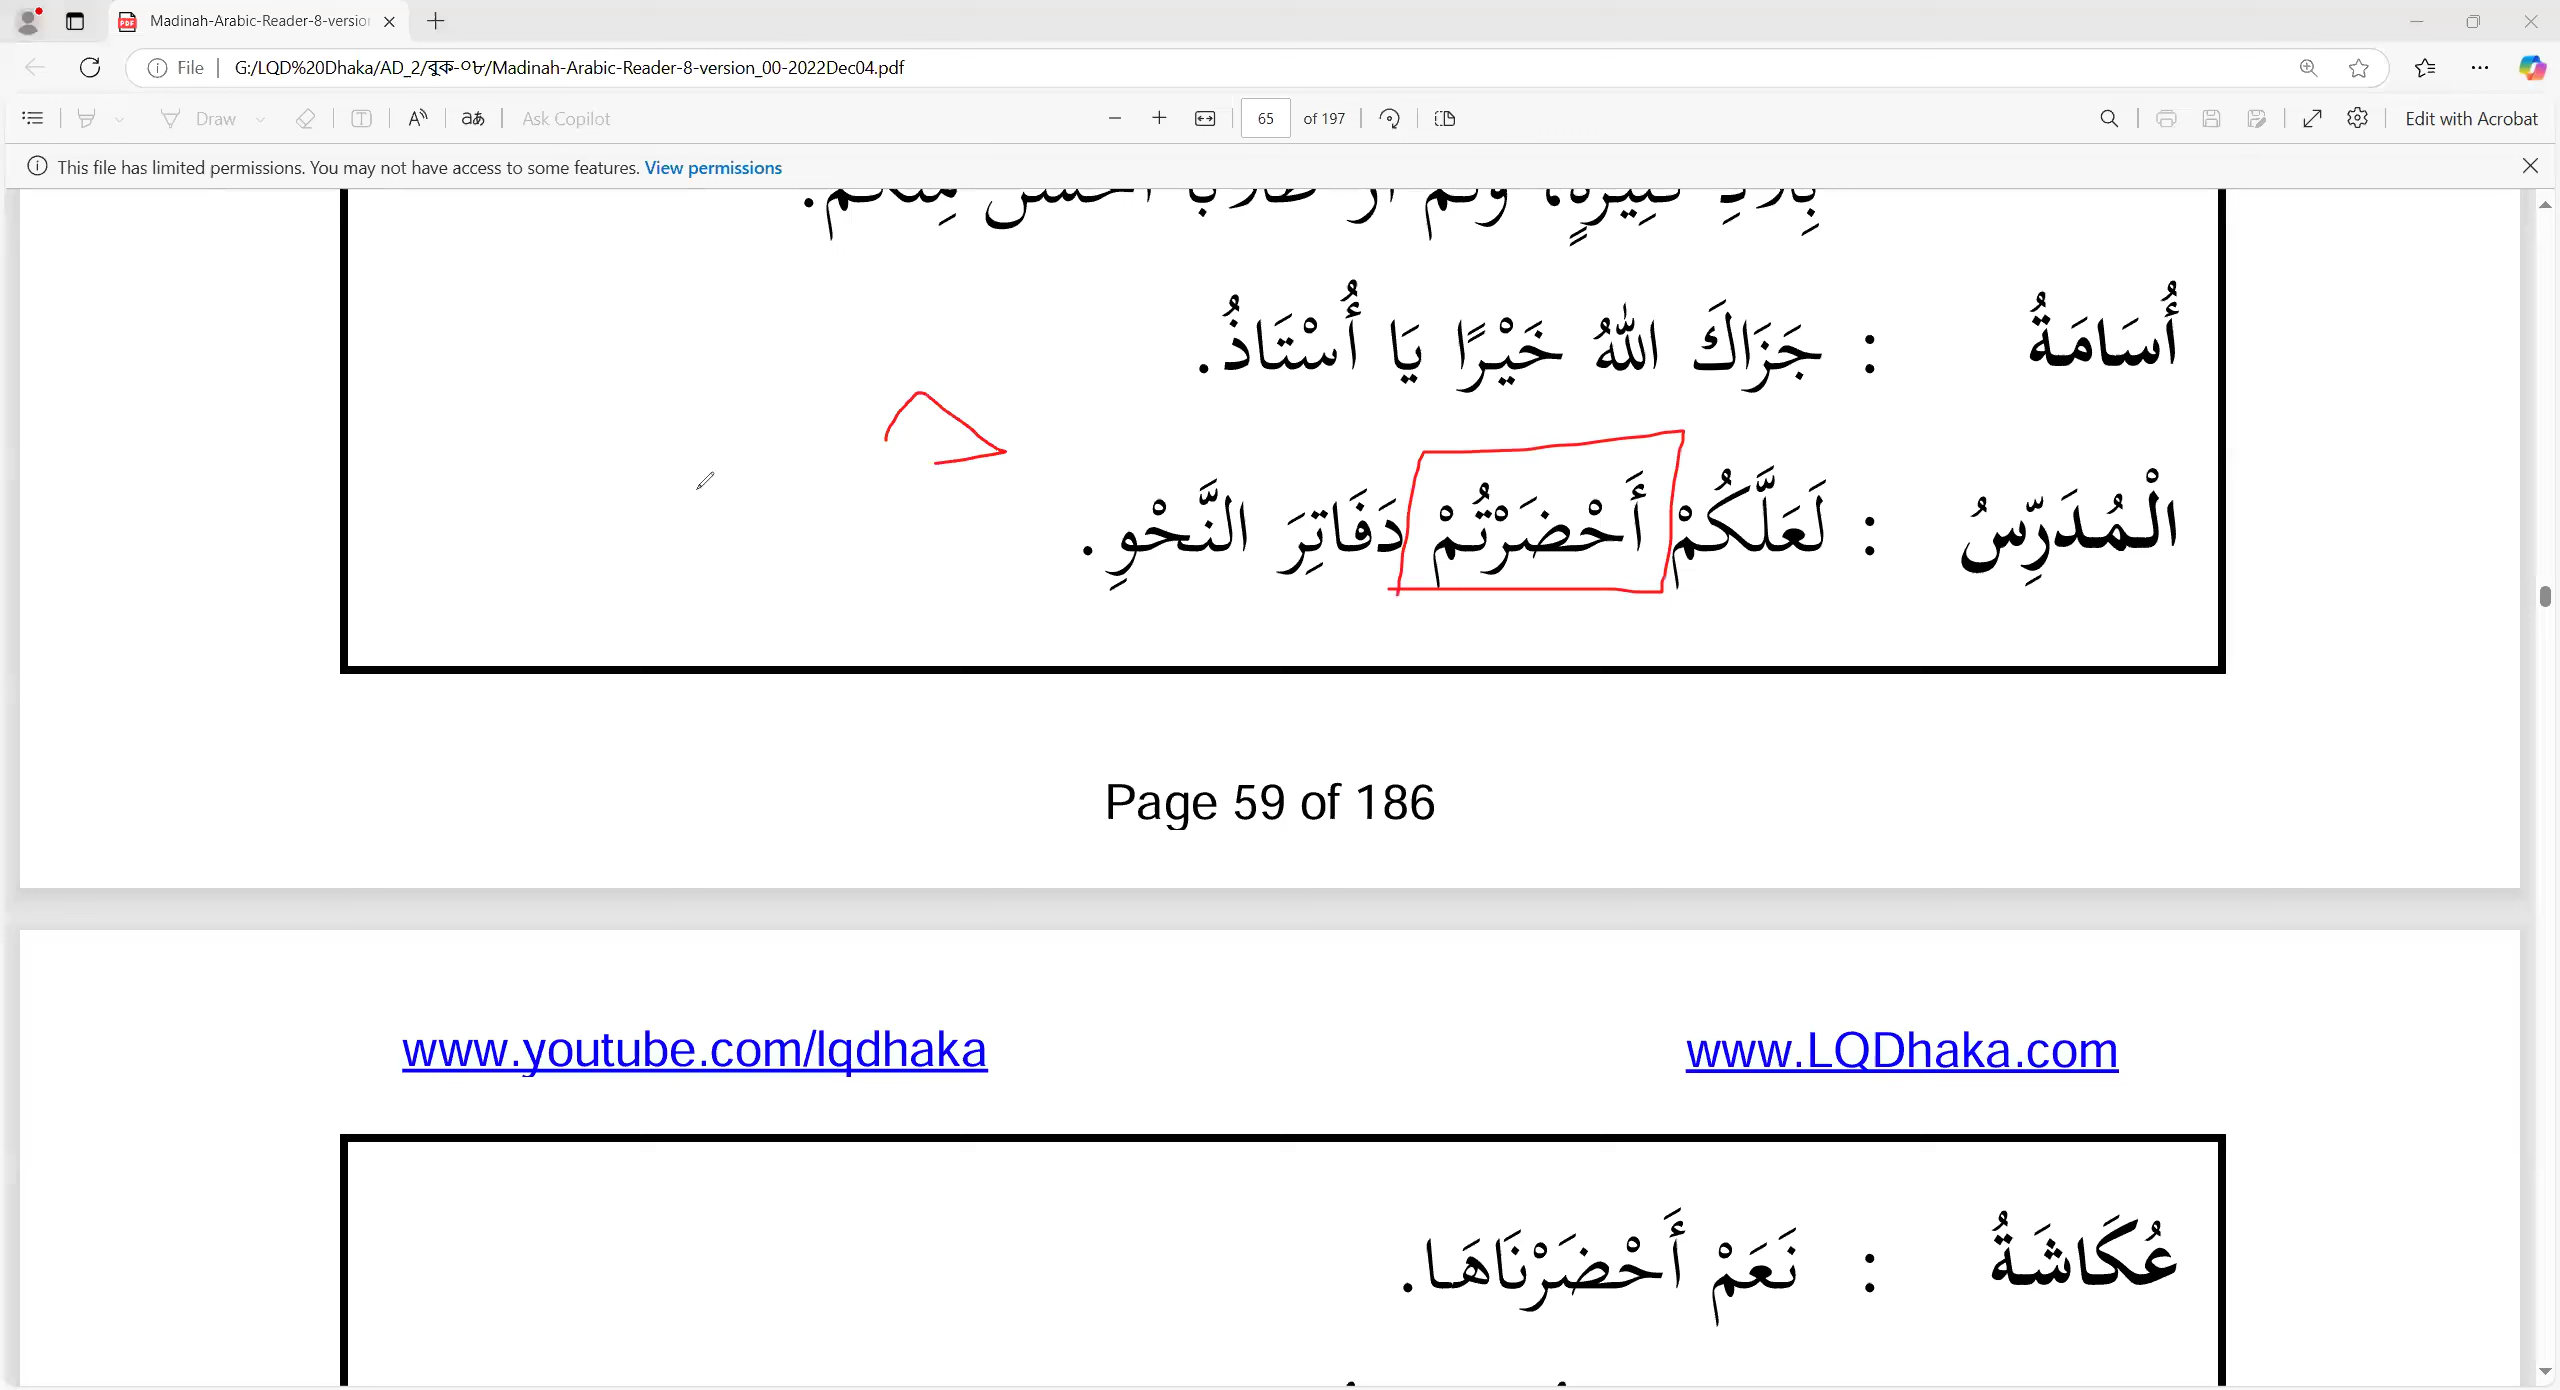 Madinah-Arabic-Reader-8-versio
File
G:/LQD%20Dhaka/AD_2/বুক-০৮/Madinah-Arabic-Reader-8-version_00-2022Dec04.pdf
Draw
Ask Copilot
65 of 197
Edit with Acrobat
This file has limited permissions. You may not have access to some features. View permissions
أُسَامَةُ : جَزَاكَ اللهُ خَيْرًا يَا أُسْتَاذُ.
الْمُدَرِّسُ : لَعَلَّكُمْ أَحْضَرْتُمْ دَفَاتِرَ النَّحْوِ.
Page 59 of 186
www.youtube.com/lqdhaka
www.LQDhaka.com
عُكَاشَةُ : نَعَمْ أَحْضَرْنَاهَا.